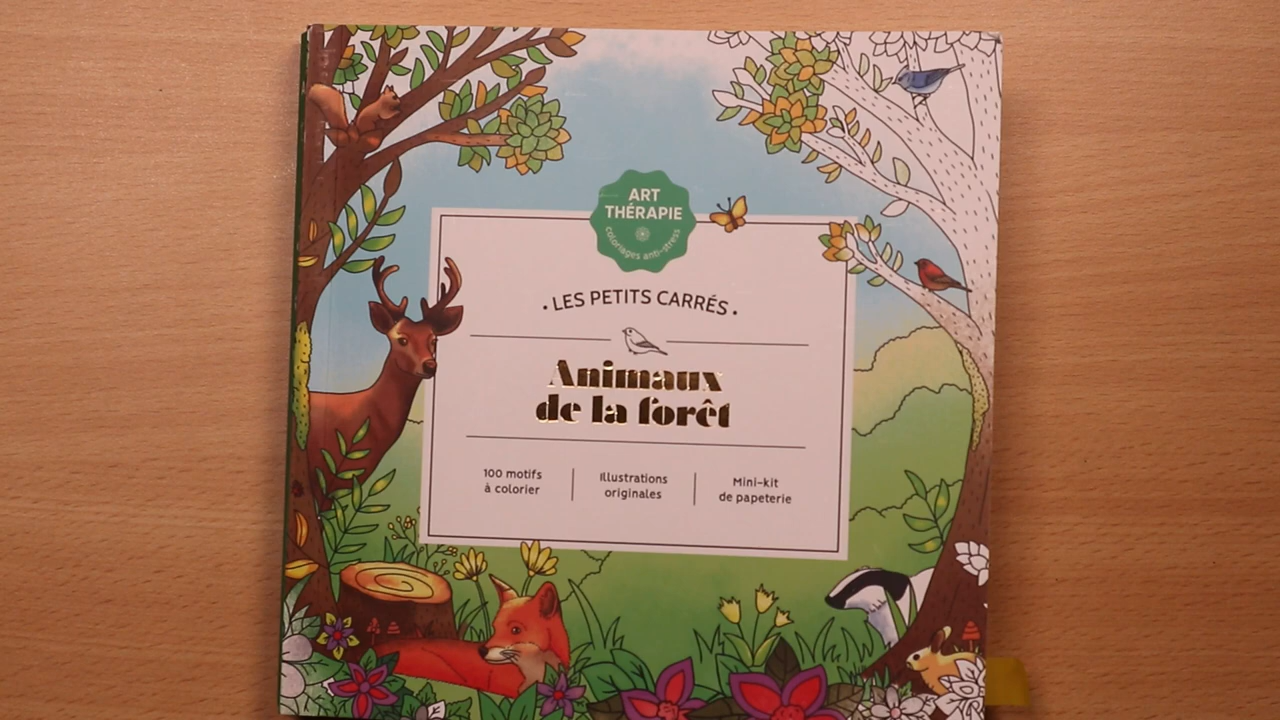 ART
THÉRAPIE
coloriages anti-stress
• LES PETITS CARRÉS •
Animaux
de la forêt
100 motifs
à colorier
Illustrations
originales
Mini-kit
de papeterie